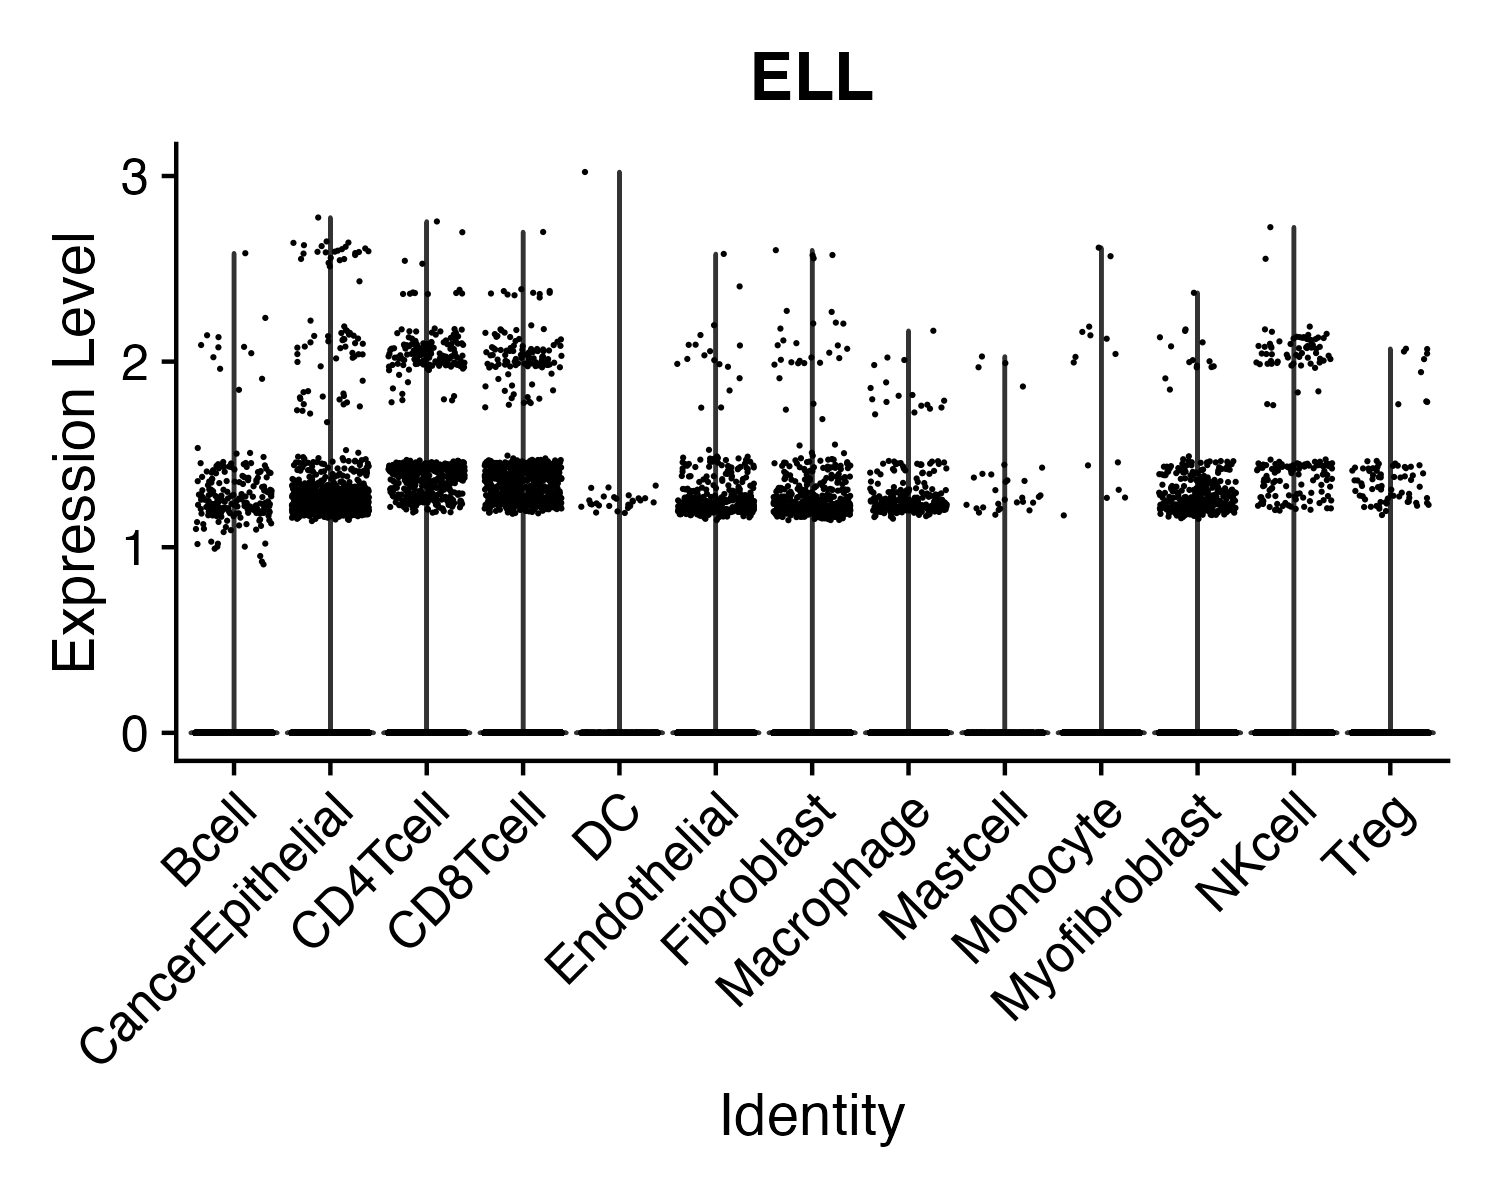 ELL
Expression Level
3
2
1
0
Bcell
CancerEpithelial
CD4Tcell
CD8Tcell
DC
Endothelial
Fibroblast
Macrophage
Mastcell
Monocyte
Myofibroblast
NKcell
Treg
Identity